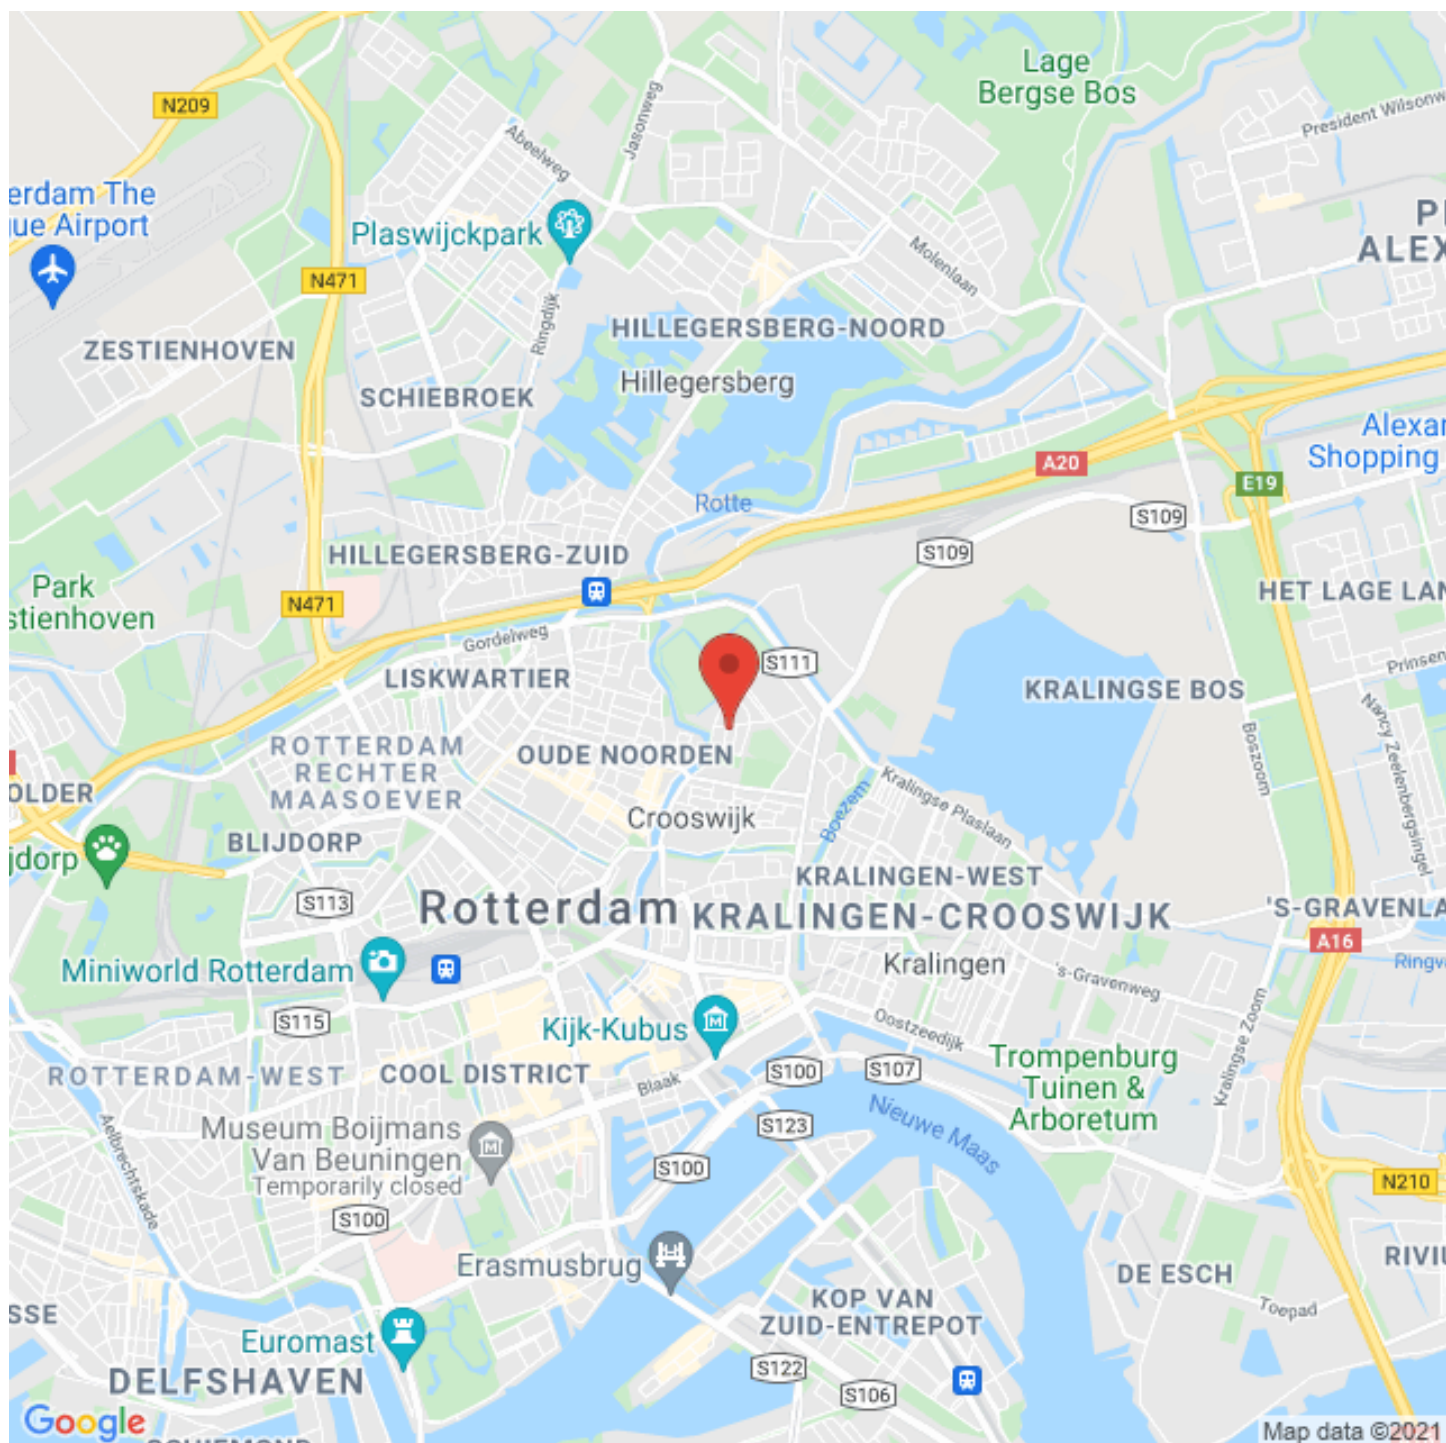 Lage
Bergse Bos
N209
President Wilsonw
Jasonweg
Abeelweg
erdam The
gue Airport
Plaswijckpark
P
ALEX
Molenlaan
N471
Ringdijk
HILLEGERSBERG-NOORD
ZESTIENHOVEN
Hillegersberg
SCHIEBROEK
Alexar
Shopping
A20
E19
Rotte
S109
S109
HILLEGERSBERG-ZUID
Park
estienhoven
N471
HET LAGE LAN
Gordelweg
S111
LISKWARTIER
Prinsen
KRALINGSE BOS
Nancy Zeelenbergsingel
ROTTERDAM
RECHTER
MAASOEVER
OUDE NOORDEN
Boszoom
OLDER
Kralingse Plaslaan
Boezem
Crooswijk
BLIJDORP
jdorp
KRALINGEN-WEST
S113
Rotterdam
KRALINGEN-CROOSWIJK
'S-GRAVENLA
A16
Miniworld Rotterdam
Kralingen
's-Gravenweg
Ringv
S115
Kijk-Kubus
Oostzeedijk
Kralingse Zoom
ROTTERDAM-WEST
COOL DISTRICT
Blaak
S100
S107
Trompenburg
Tuinen &
Arboretum
Aelbrechtskade
Museum Boijmans
Van Beuningen
Temporarily closed
S123
Nieuwe Maas
S100
N210
S100
Erasmusbrug
DE ESCH
RIVIU
SSE
KOP VAN
ZUID-ENTREPOT
Toepad
Euromast
DELFSHAVEN
S122
S106
Google
Map data ©2021